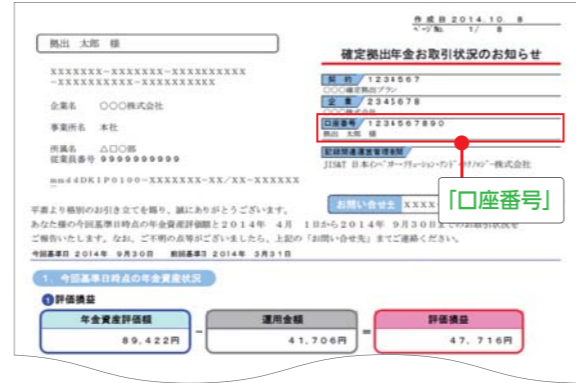 作成日 2014.10. 8
ページNo. 1/ 8
拠出 太郎 様
確定拠出年金お取引状況のお知らせ
XXXXXXX-XXXXXXX-XXXXXXXXXX
-XXXXXXXXXX-XXXXXXXXXX
契 約 1234567
〇〇〇確定拠出プラン
企業名 〇〇〇株式会社
企 業 2345678
〇〇〇株式会社
事業所名 本社
口座番号 1234567890
拠出 太郎 様
所属名 △〇〇部
従業員番号 9999999999
記録関連運営管理機関
JIS&T 日本インベスター・ソリューション・アンド・テクノロジー株式会社
mmd4DK1P0100-XXXXXXX-XX/XX-XXXXXX
「口座番号」
お問い合せ先 XXXX
平素より格別のお引き立てを賜り、誠にありがとうございます。
あなた様の今回基準日時点の年金資産評価額と2014年 4月 1日から2014年 9月30日までのお取引状況を
ご報告いたします。なお、ご不明の点等がございましたら、上記の「お問い合せ先」までご連絡ください。
今回基準日 2014年 9月30日 前回基準日 2014年 3月31日
1．今回基準日時点の年金資産状況
❶評価損益
年金資産評価額 運用金額 評価損益
89,422円 － 41,706円 ＝ 47,716円